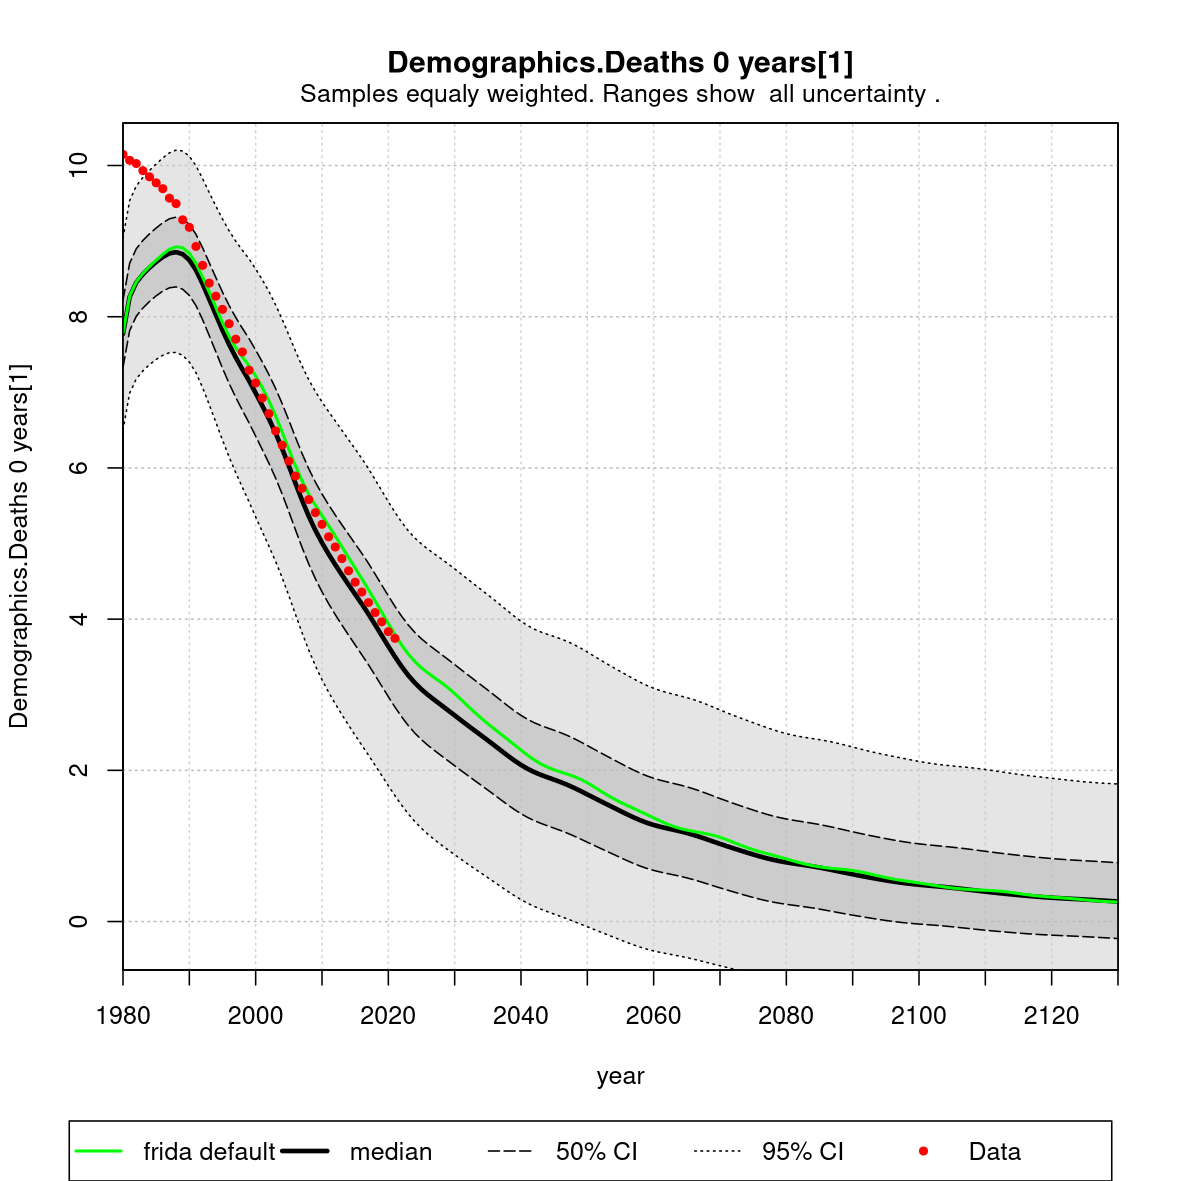 Demographics.Deaths 0 years[1]
Samples equaly weighted. Ranges show  all uncertainty .
Demographics.Deaths 0 years[1]
10
8
6
4
2
0
1980 2000 2020 2040 2060 2080 2100 2120
year
frida default median 50% CI 95% CI Data